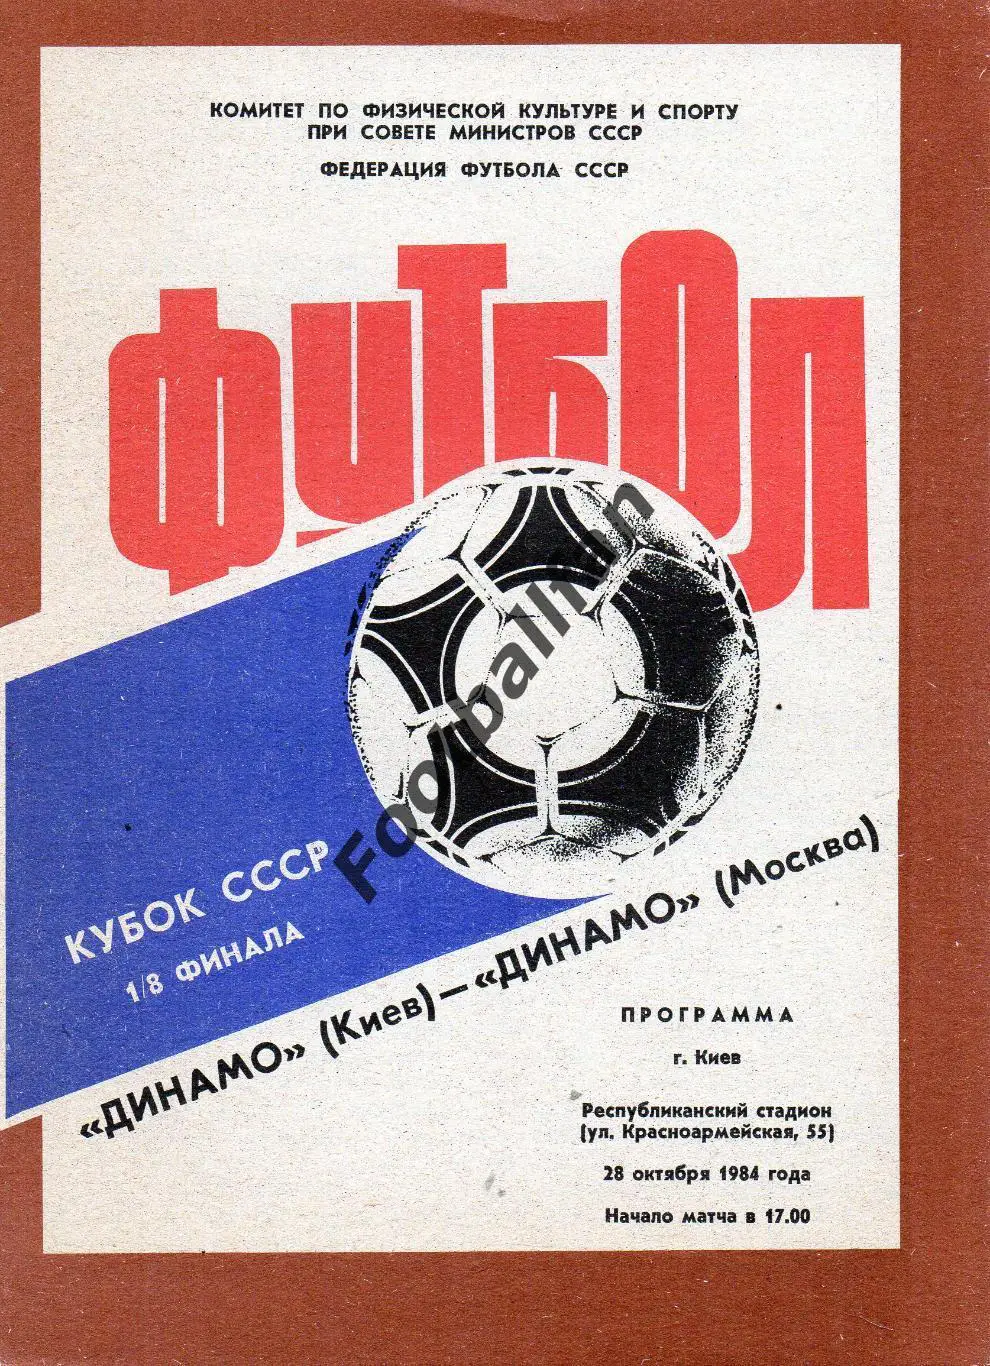 КОМИТЕТ ПО ФИЗИЧЕСКОЙ КУЛЬТУРЕ И СПОРТУ
ПРИ СОВЕТЕ МИНИСТРОВ СССР
ФЕДЕРАЦИЯ ФУТБОЛА СССР
ФУТБОЛ
Footballfan
КУБОК СССР
1/8 ФИНАЛА
«ДИНАМО» (Киев)—«ДИНАМО» (Москва)
ПРОГРАММА
г. Киев
Республиканский стадион
(ул. Красноармейская, 55)
28 октября 1984 года
Начало матча в 17.00